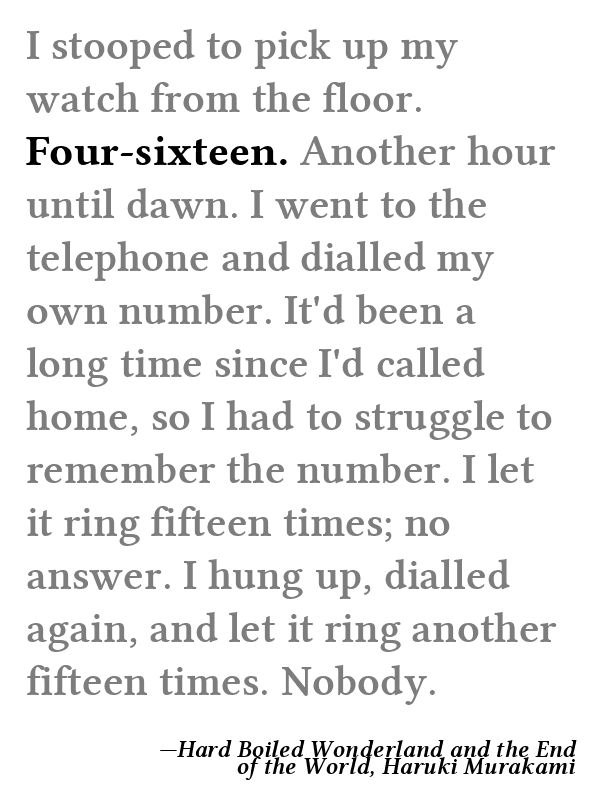 I stooped to pick up my
watch from the floor.
Four-sixteen. Another hour
until dawn. I went to the
telephone and dialled my
own number. It'd been a
long time since I'd called
home, so I had to struggle to
remember the number. I let
it ring fifteen times; no
answer. I hung up, dialled
again, and let it ring another
fifteen times. Nobody.
—Hard Boiled Wonderland and the End
of the World, Haruki Murakami